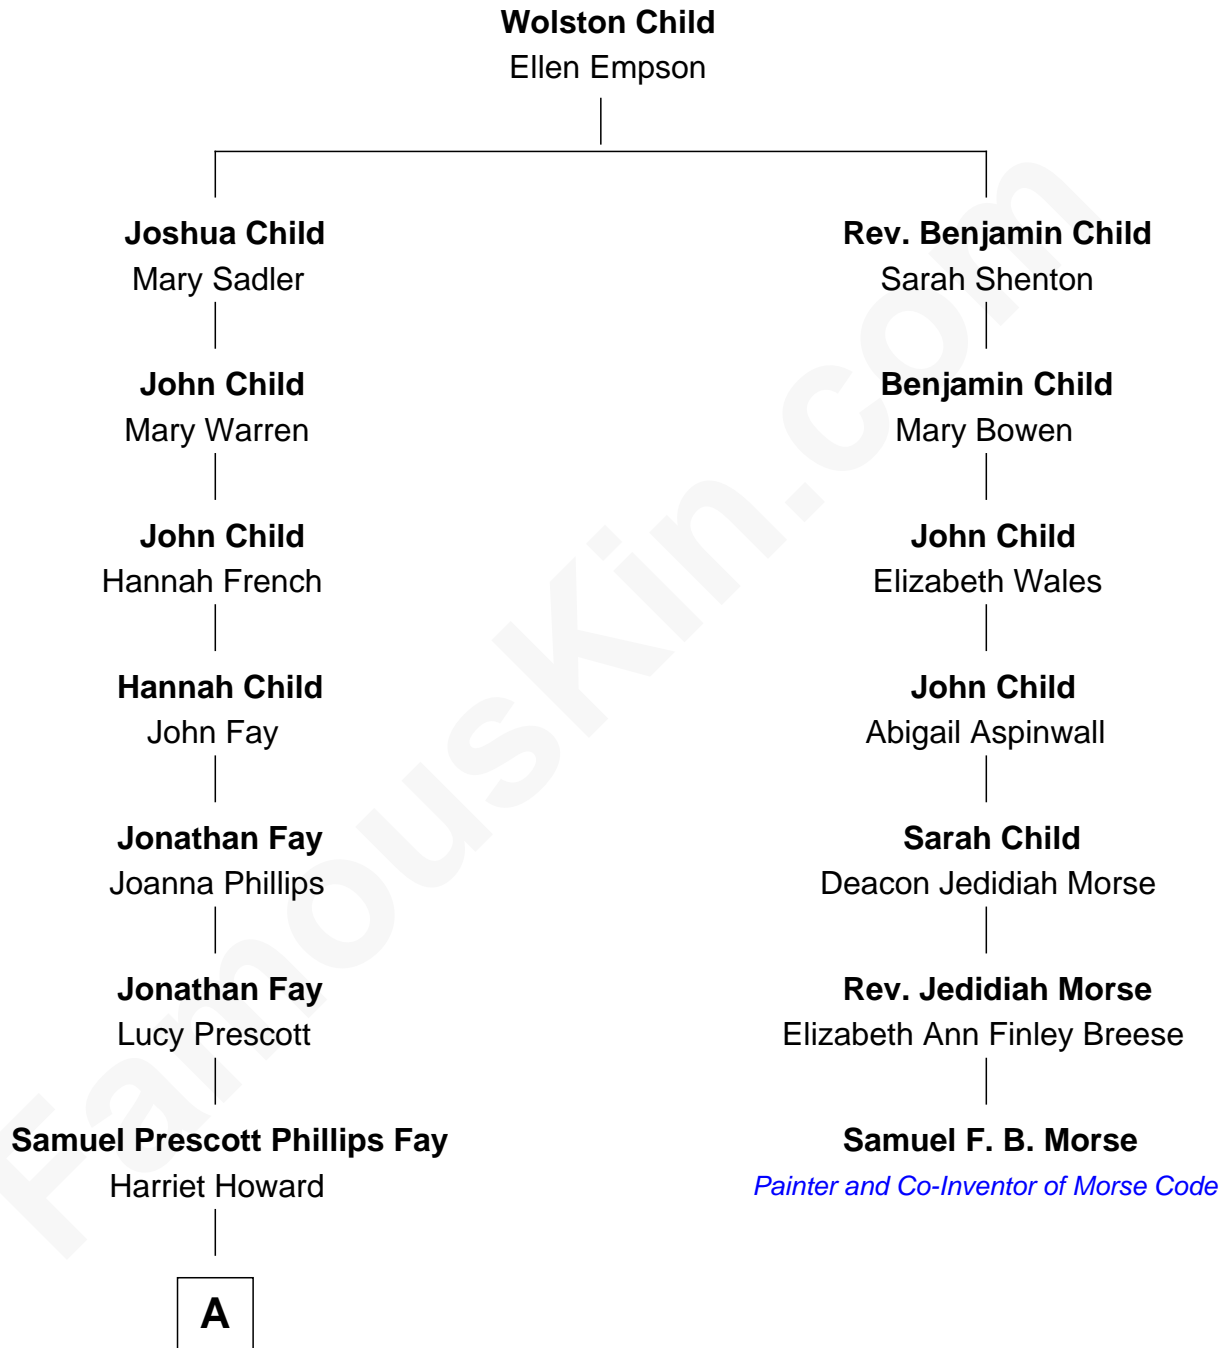 Wolston Child
Ellen Empson
Joshua Child
Mary Sadler
Rev. Benjamin Child
Sarah Shenton
John Child
Mary Warren
Benjamin Child
Mary Bowen
John Child
Hannah French
John Child
Elizabeth Wales
Hannah Child
John Fay
John Child
Abigail Aspinwall
Jonathan Fay
Joanna Phillips
Sarah Child
Deacon Jedidiah Morse
Jonathan Fay
Lucy Prescott
Rev. Jedidiah Morse
Elizabeth Ann Finley Breese
Samuel Prescott Phillips Fay
Harriet Howard
Samuel F. B. Morse
Painter and Co-Inventor of Morse Code
A
FamousKin.com